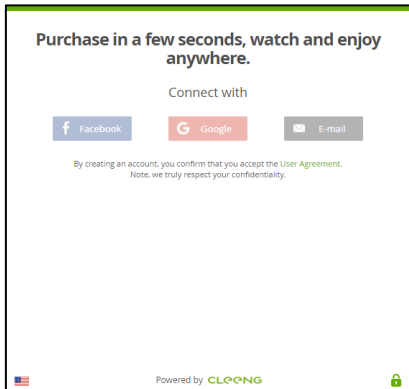 Purchase in a few seconds, watch and enjoy
anywhere.
Connect with
Facebook
Google
E-mail
By creating an account, you confirm that you accept the User Agreement.
Note, we truly respect your confidentiality.
Powered by CLEENG